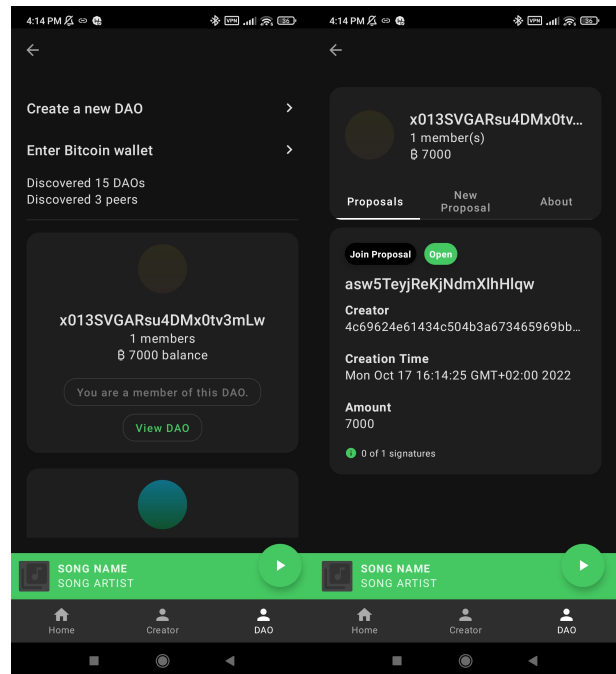 4:14 PM
VPN
36
Create a new DAO
Enter Bitcoin wallet
Discovered 15 DAOs
Discovered 3 peers
x013SVGARsu4DMx0tv3mLw
1 members
฿ 7000 balance
You are a member of this DAO.
View DAO
SONG NAME
SONG ARTIST
Home
Creator
DAO
4:14 PM
VPN
36
x013SVGARsu4DMx0tv...
1 member(s)
฿ 7000
Proposals
New
Proposal
About
Join Proposal
Open
asw5TeyjReKjNdmXlhHlqw
Creator
4c69624e61434c504b3a673465969bb...
Creation Time
Mon Oct 17 16:14:25 GMT+02:00 2022
Amount
7000
0 of 1 signatures
SONG NAME
SONG ARTIST
Home
Creator
DAO